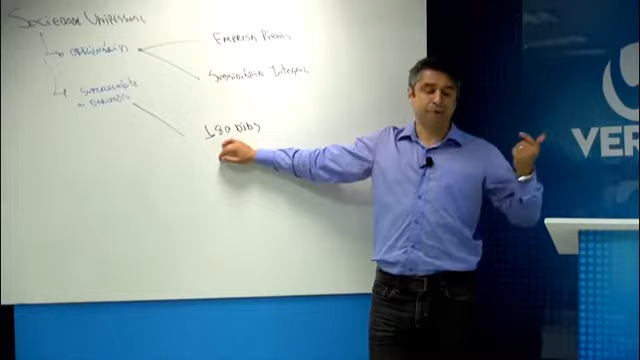 Sociedade Unipessoal
originária
Empresa Pública
Subsidiária Integral
superveniente
180 Dias
VER